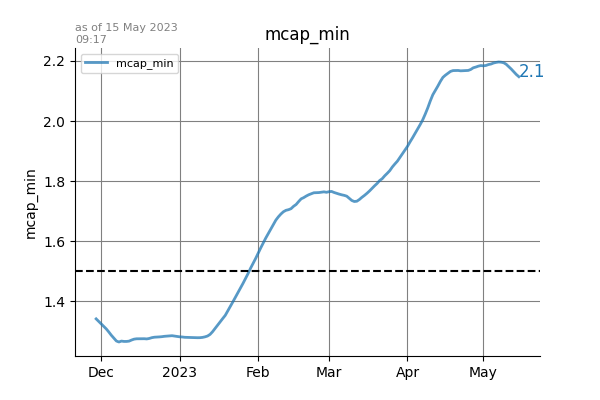 as of 15 May 2023
09:17
mcap_min
mcap_min
2.2
2.1
2.0
1.8
mcap_min
1.6
1.4
Dec
2023
Feb
Mar
Apr
May